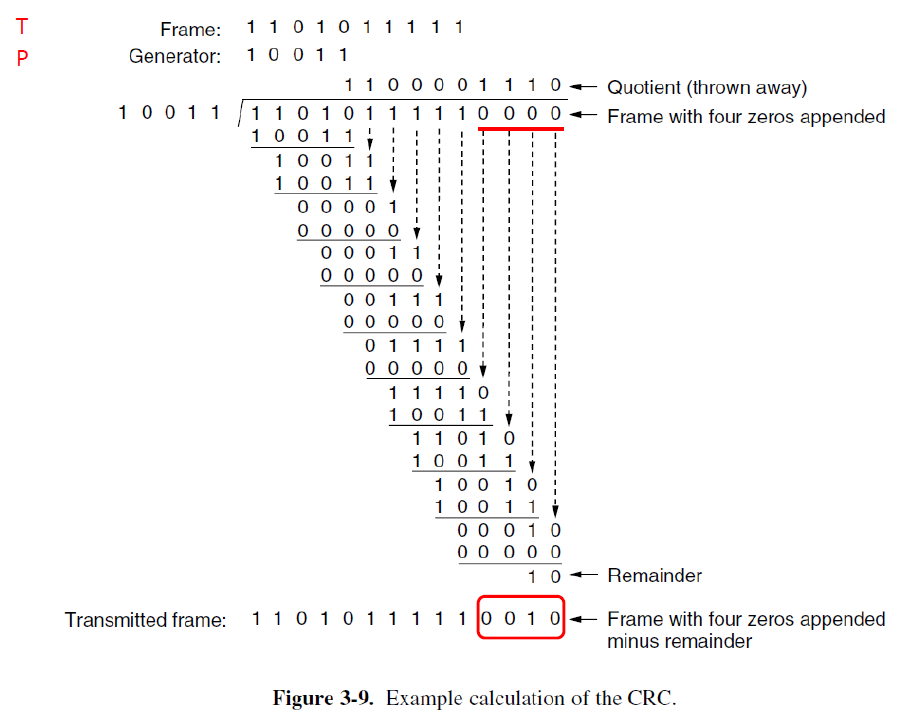 T Frame: 1 1 0 1 0 1 1 1 1 1
P Generator: 1 0 0 1 1
1 1 0 0 0 0 1 1 1 0 Quotient (thrown away)
1 0 0 1 1 1 1 0 1 0 1 1 1 1 1 0 0 0 0 Frame with four zeros appended
1 0 0 1 1
1 0 0 1 1
1 0 0 1 1
0 0 0 0 1
0 0 0 0 0
0 0 0 1 1
0 0 0 0 0
0 0 1 1 1
0 0 0 0 0
0 1 1 1 1
0 0 0 0 0
1 1 1 1 0
1 0 0 1 1
1 1 0 1 0
1 0 0 1 1
1 0 0 1 0
1 0 0 1 1
0 0 0 1 0
0 0 0 0 0
1 0 Remainder
Transmitted frame: 1 1 0 1 0 1 1 1 1 1 0 0 1 0 Frame with four zeros appended
minus remainder
Figure 3-9. Example calculation of the CRC.